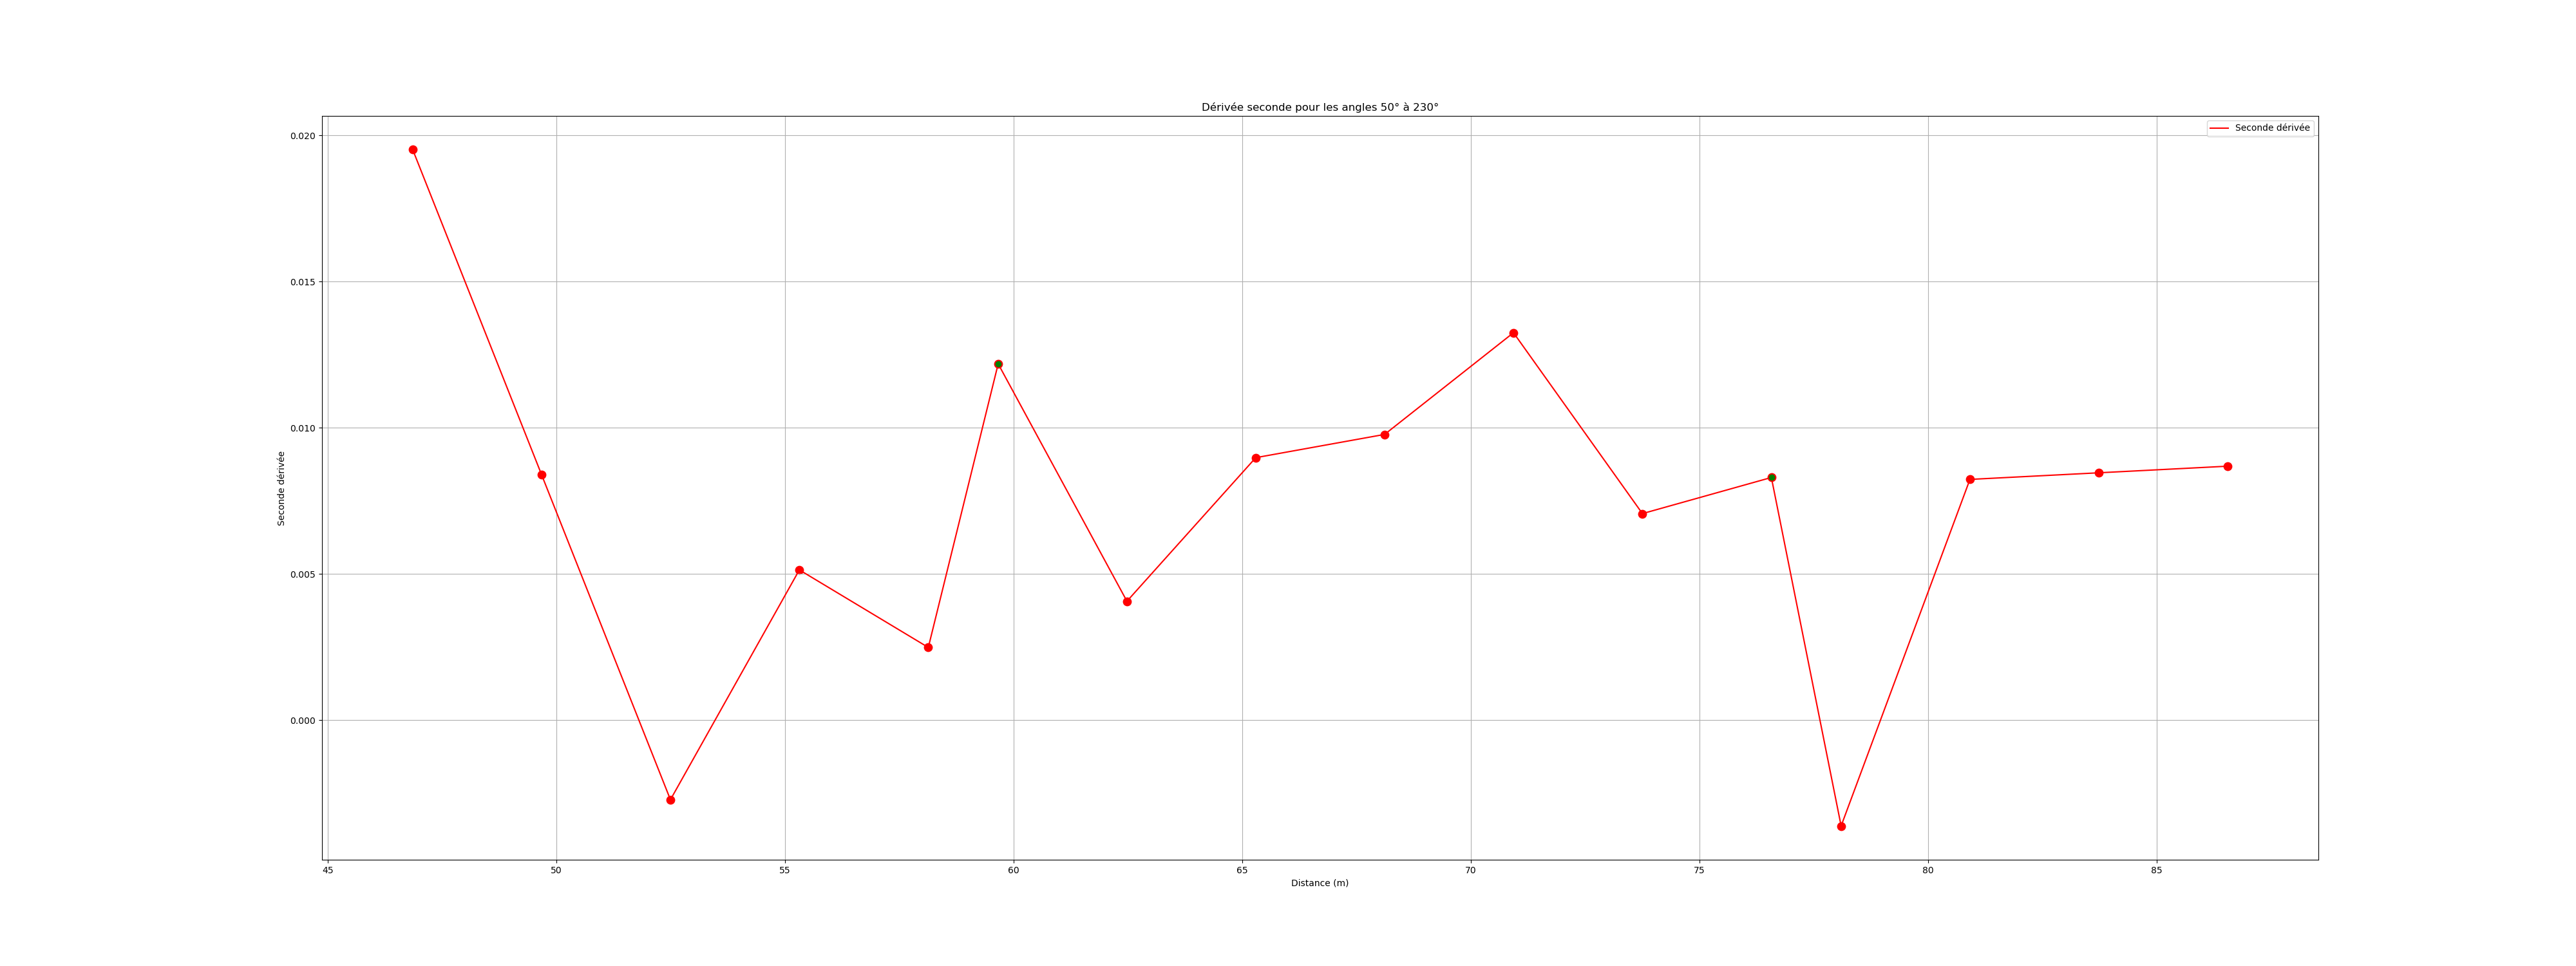 Dérivée seconde pour les angles 50° à 230°
Seconde dérivée
0.020
0.015
0.010
0.005
0.000
Seconde dérivée
45 50 55 60 65 70 75 80 85
Distance (m)